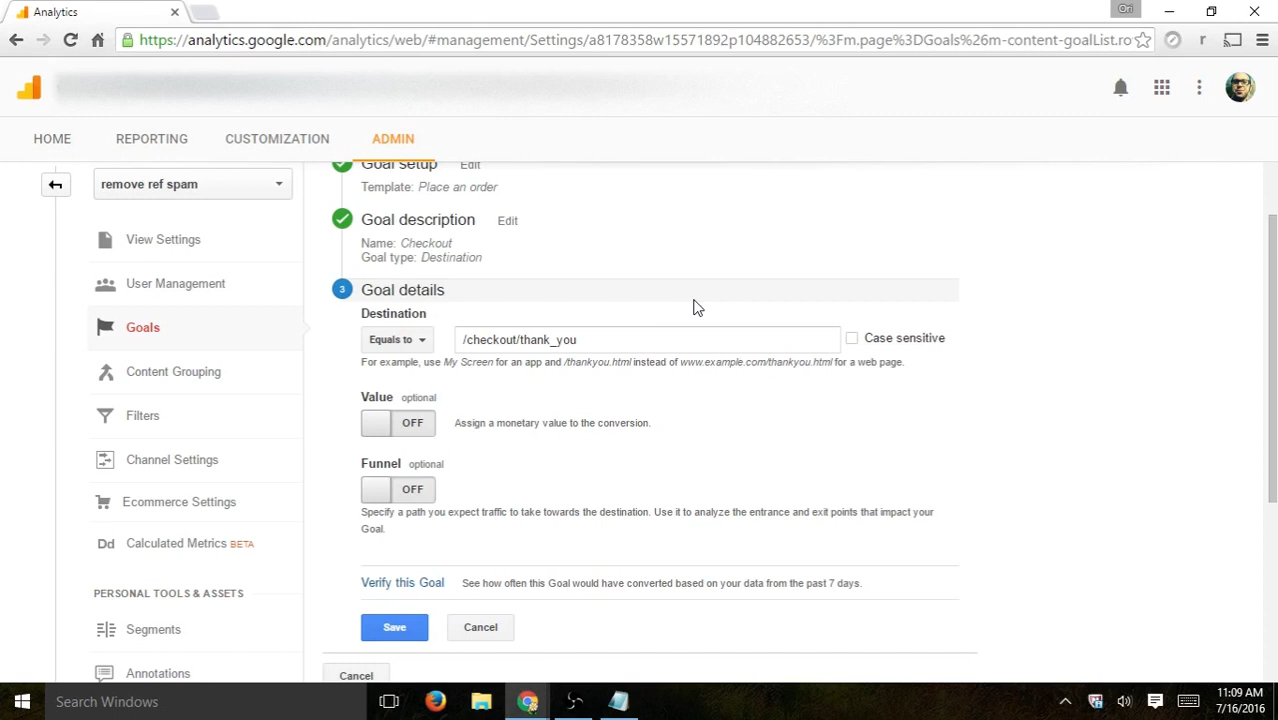 Analytics
Ori
https://analytics.google.com/analytics/web/#management/Settings/a8178358w15571892p104882653/%3Fm.page%3DGoals%26m-content-goalList.ro
HOME REPORTING CUSTOMIZATION ADMIN
remove ref spam
View Settings
User Management
Goals
Content Grouping
Filters
Channel Settings
Ecommerce Settings
Dd Calculated Metrics BETA
PERSONAL TOOLS & ASSETS
Segments
Annotations
Goal setup Edit
Template: Place an order
Goal description Edit
Name: Checkout
Goal type: Destination
3 Goal details
Destination
Equals to /checkout/thank_you Case sensitive
For example, use My Screen for an app and /thankyou.html instead of www.example.com/thankyou.html for a web page.
Value optional
OFF Assign a monetary value to the conversion.
Funnel optional
OFF
Specify a path you expect traffic to take towards the destination. Use it to analyze the entrance and exit points that impact your
Goal.
Verify this Goal See how often this Goal would have converted based on your data from the past 7 days.
Save Cancel
Cancel
Search Windows
11:09 AM
7/16/2016